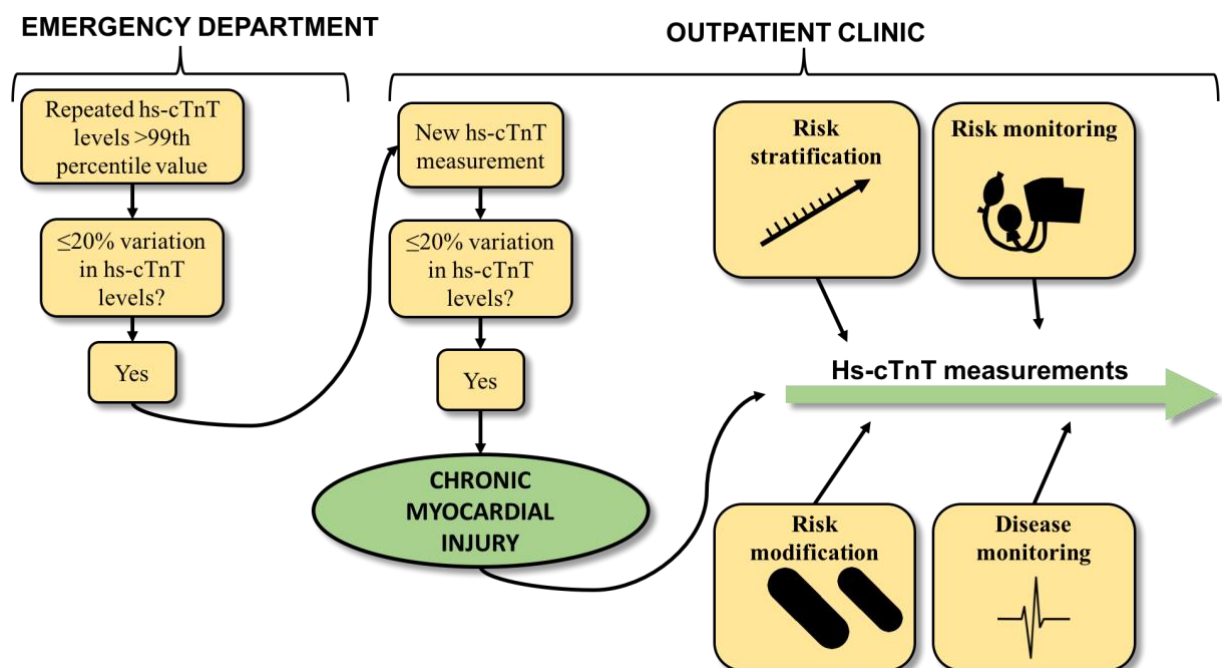 EMERGENCY DEPARTMENT
Repeated hs-cTnT
levels >99th
percentile value
≤20% variation
in hs-cTnT
levels?
Yes
OUTPATIENT CLINIC
New hs-cTnT
measurement
≤20% variation
in hs-cTnT
levels?
Yes
CHRONIC
MYOCARDIAL
INJURY
Risk
stratification
Risk monitoring
Hs-cTnT measurements
Risk
modification
Disease
monitoring